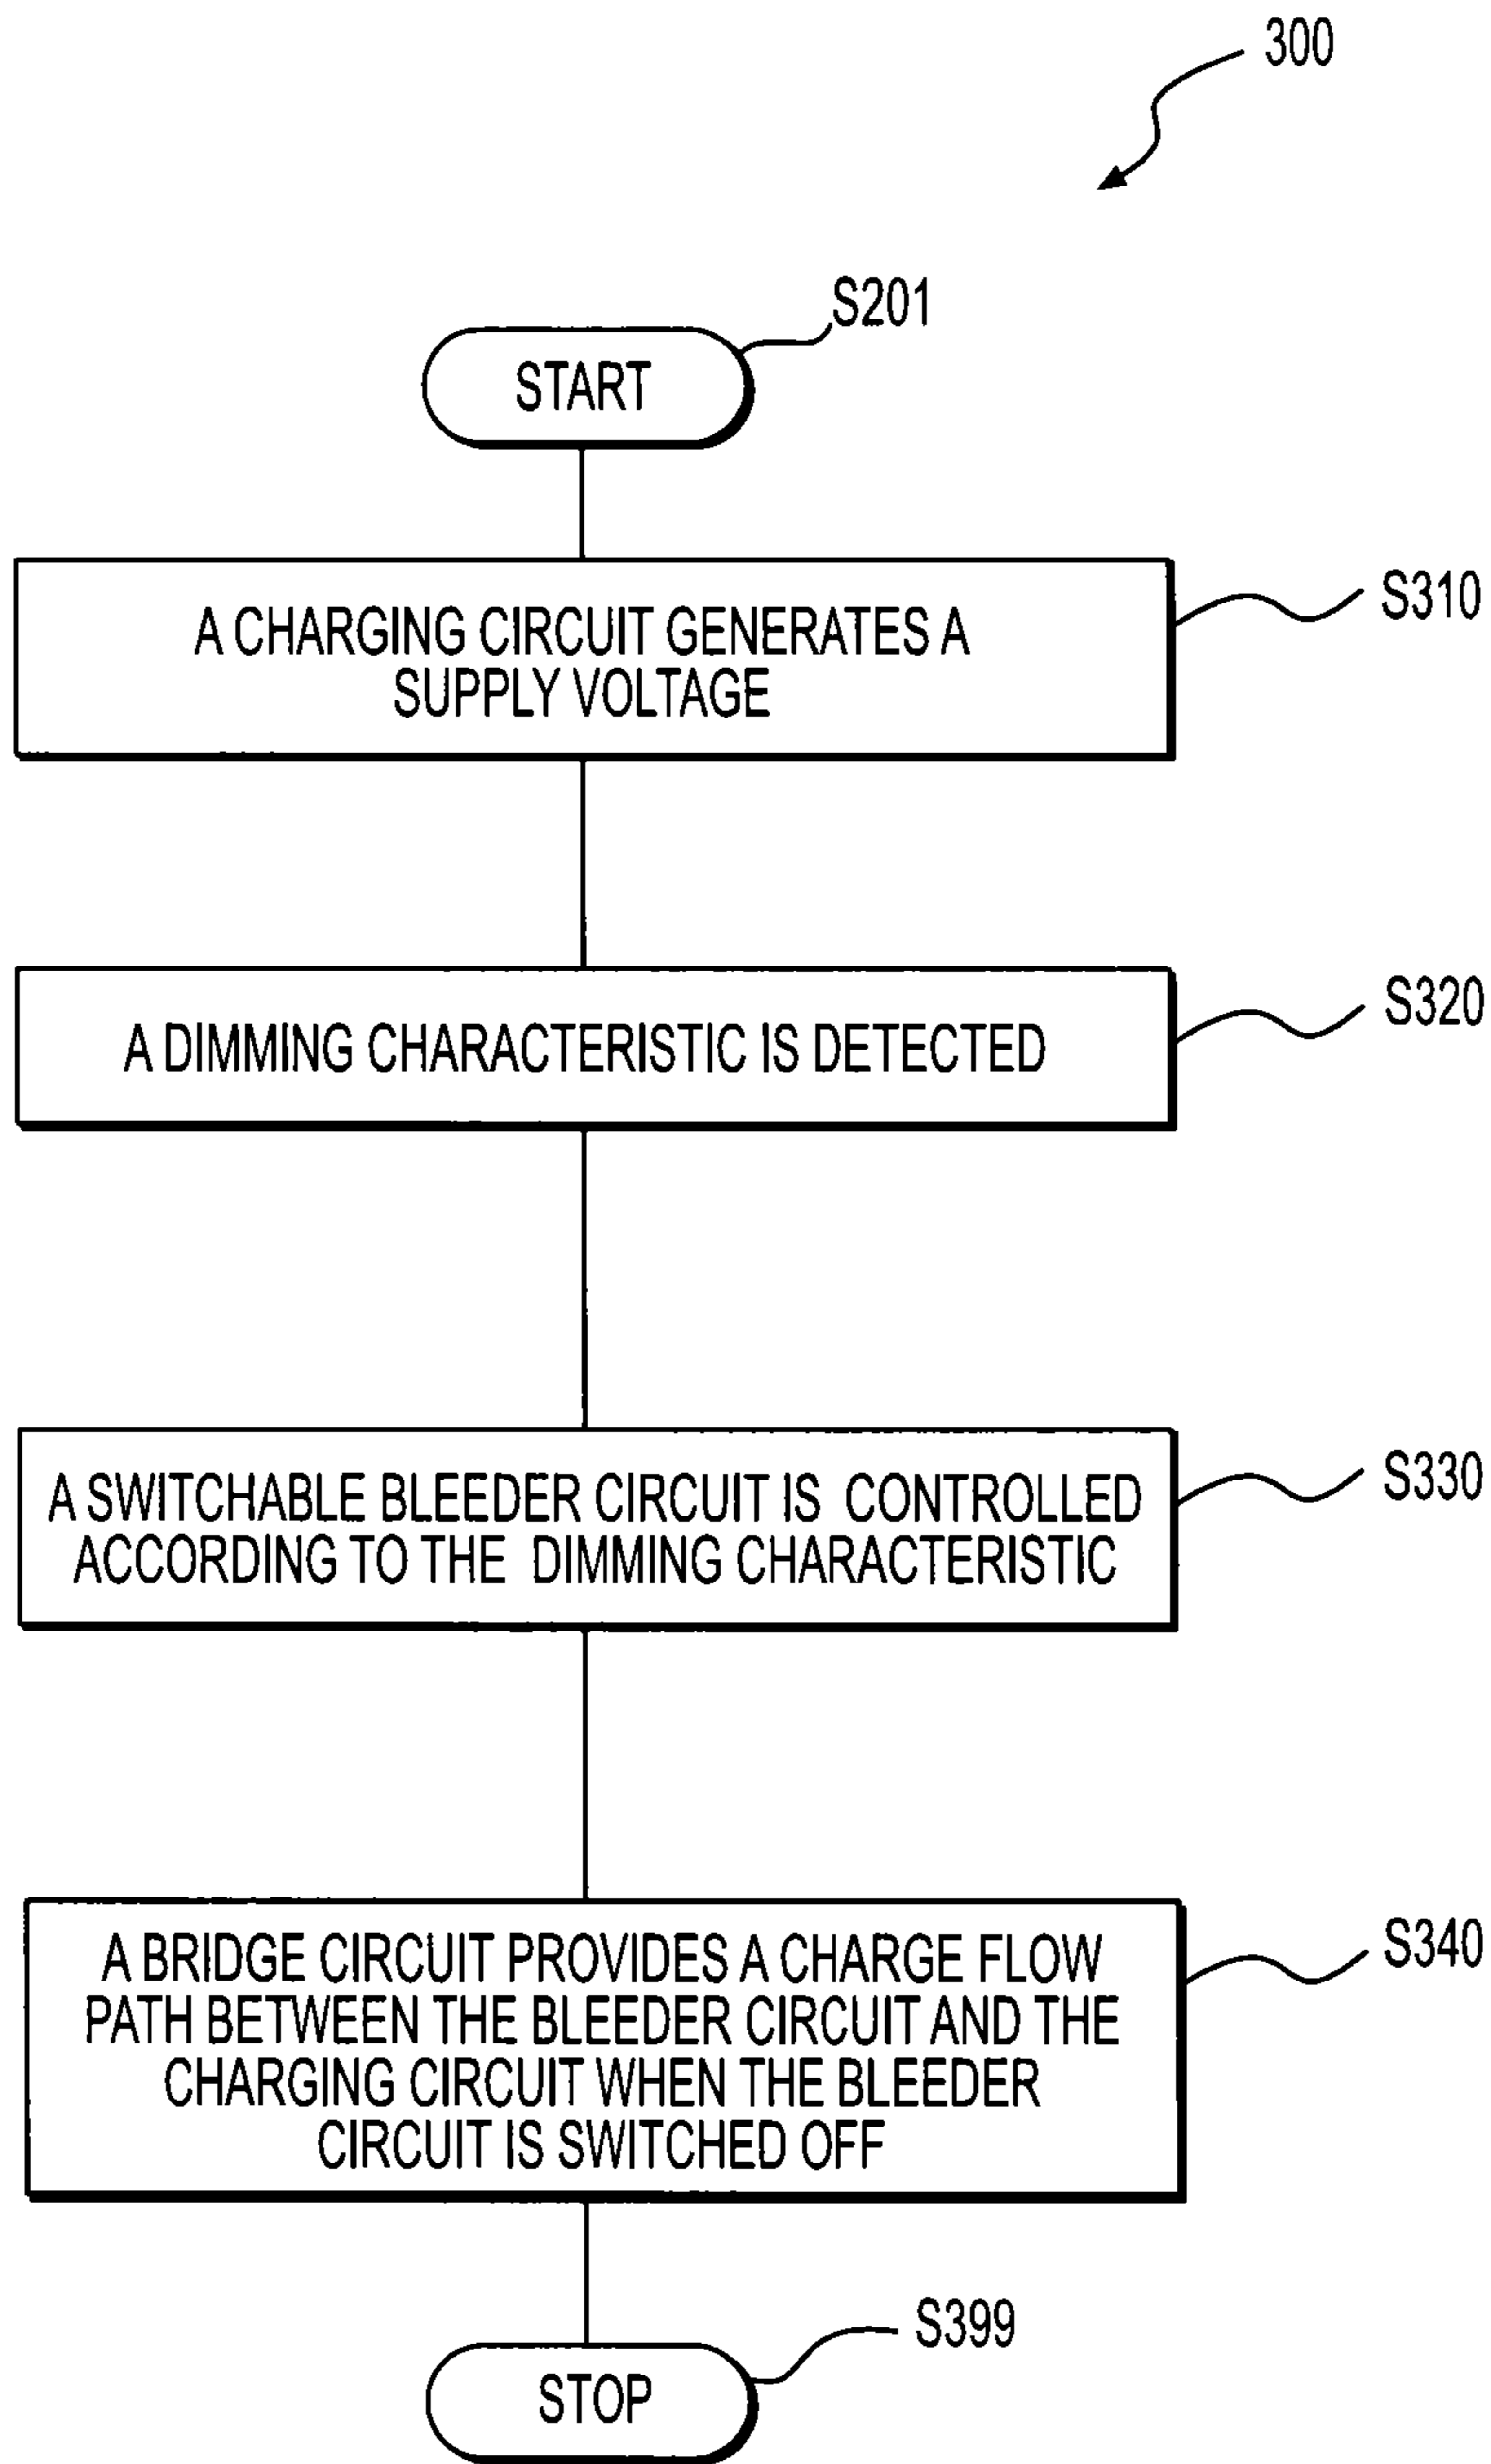 300
S201
START
A CHARGING CIRCUIT GENERATES A
SUPPLY VOLTAGE
S310
A DIMMING CHARACTERISTIC IS DETECTED
S320
A SWITCHABLE BLEEDER CIRCUIT IS CONTROLLED
ACCORDING TO THE DIMMING CHARACTERISTIC
S330
A BRIDGE CIRCUIT PROVIDES A CHARGE FLOW
PATH BETWEEN THE BLEEDER CIRCUIT AND THE
CHARGING CIRCUIT WHEN THE BLEEDER
CIRCUIT IS SWITCHED OFF
S340
S399
STOP